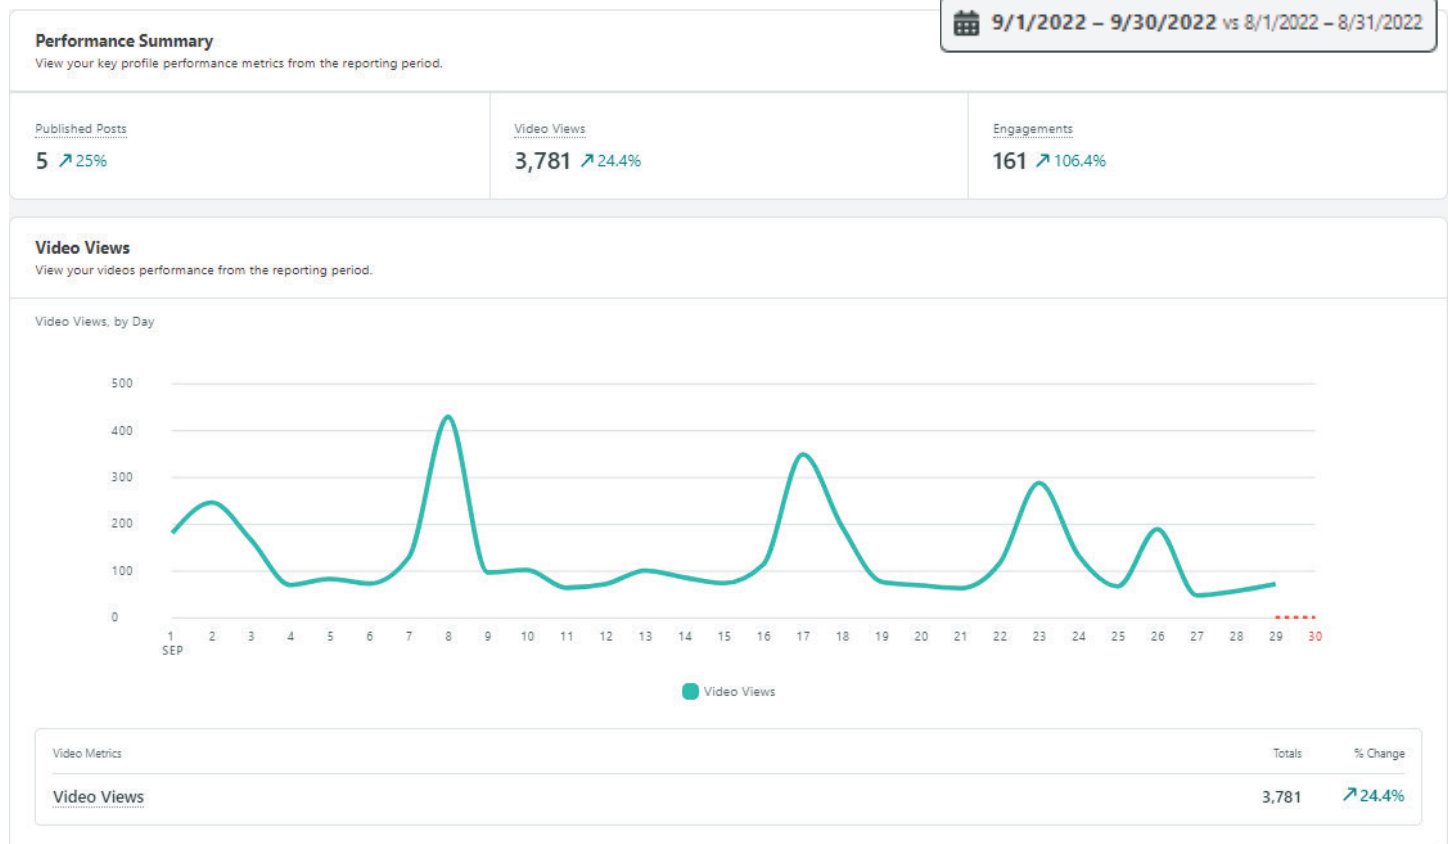 9/1/2022 – 9/30/2022 vs 8/1/2022 – 8/31/2022
Performance Summary
View your key profile performance metrics from the reporting period.
Published Posts
5 ↗ 25%
Video Views
3,781 ↗ 24.4%
Engagements
161 ↗ 106.4%
Video Views
View your videos performance from the reporting period.
Video Views, by Day
500
400
300
200
100
0
1 2 3 4 5 6 7 8 9 10 11 12 13 14 15 16 17 18 19 20 21 22 23 24 25 26 27 28 29 30
SEP
Video Views
Video Metrics Totals % Change
Video Views 3,781 ↗ 24.4%